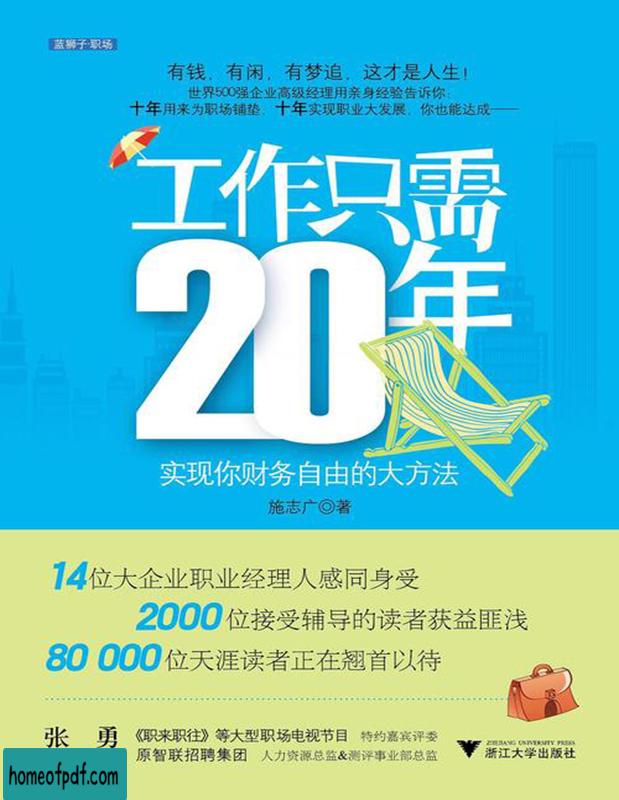 蓝狮子·职场
有钱，有闲，有梦追，这才是人生！
世界500强企业高级经理用亲身经验告诉你：
十年用来为职场铺垫，十年实现职业大发展，你也能达成——
工作只需
20年
实现你财务自由的大方法
施志广◎著
14位大企业职业经理人感同身受
2000位接受辅导的读者获益匪浅
80 000位天涯读者正在翘首以待
张 勇 《职来职往》等大型职场电视节目 特约嘉宾评委
原智联招聘集团 人力资源总监&测评事业部总监
ZHEJIANG UNIVERSITY PRESS
浙江大学出版社
homeofpdf.com